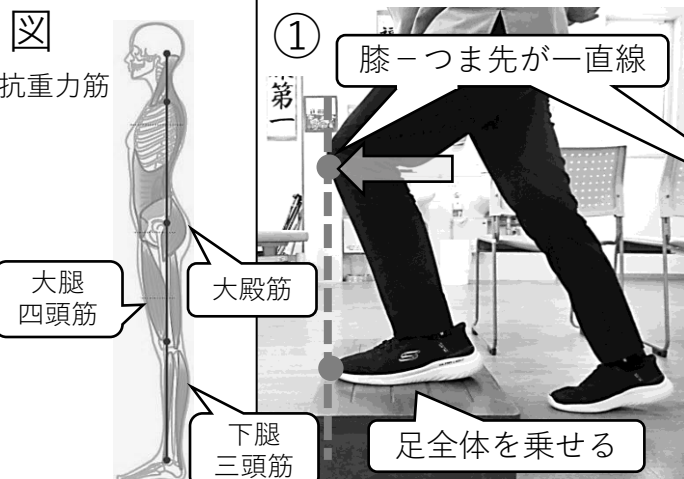 図
抗重力筋
大腿
四頭筋
大殿筋
下腿
三頭筋
①
膝－つま先が一直線
第一
足全体を乗せる